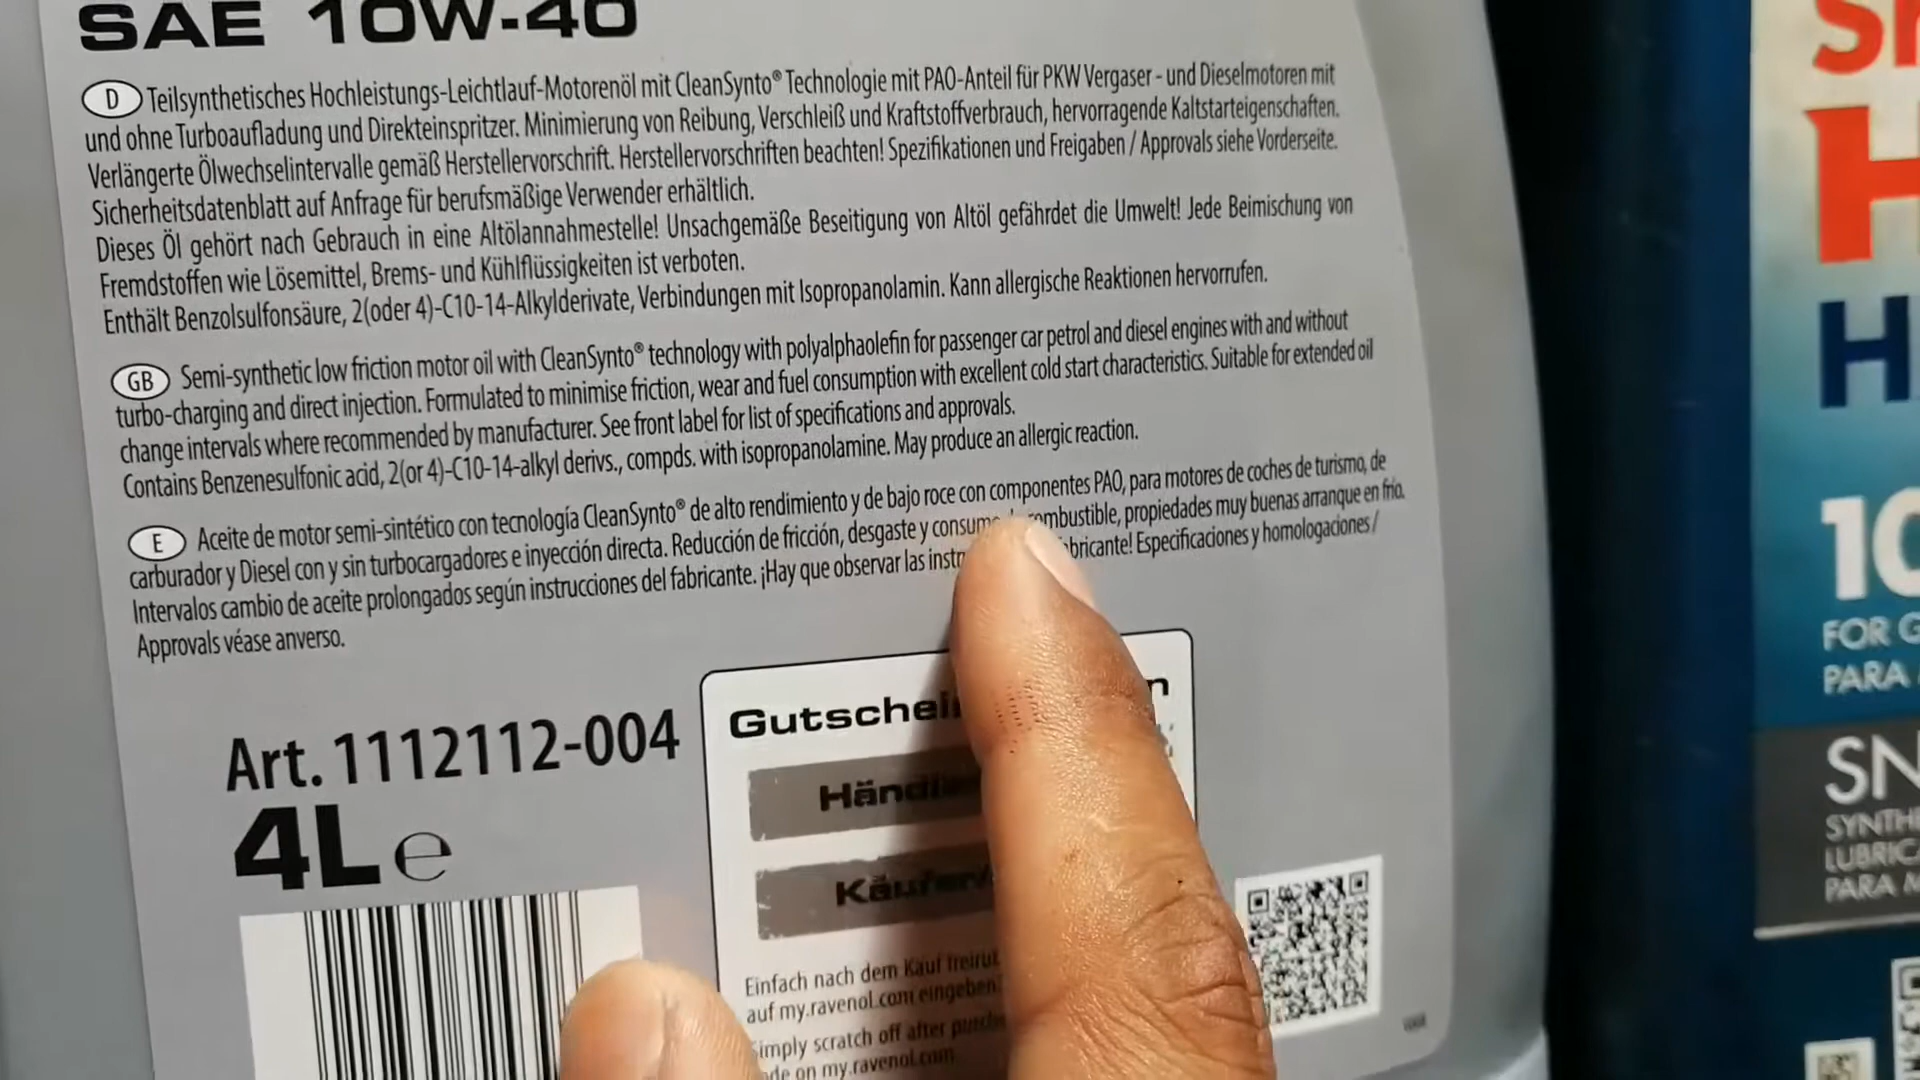 SAE 10W-40
D Teilsynthetisches Hochleistungs-Leichtlauf-Motorenöl mit CleanSynto® Technologie mit PAO-Anteil für PKW Vergaser - und Dieselmotoren mit
und ohne Turboaufladung und Direkteinspritzer. Minimierung von Reibung, Verschleiß und Kraftstoffverbrauch, hervorragende Kaltstarteigenschaften.
Verlängerte Ölwechselintervalle gemäß Herstellervorschrift. Herstellervorschriften beachten! Spezifikationen und Freigaben / Approvals siehe Vorderseite.
Sicherheitsdatenblatt auf Anfrage für berufsmäßige Verwender erhältlich.
Dieses Öl gehört nach Gebrauch in eine Altölannahmestelle! Unsachgemäße Beseitigung von Altöl gefährdet die Umwelt! Jede Beimischung von
Fremdstoffen wie Lösemittel, Brems- und Kühlflüssigkeiten ist verboten.
Enthält Benzolsulfonsäure, 2(oder 4)-C10-14-Alkylderivate, Verbindungen mit Isopropanolamin. Kann allergische Reaktionen hervorrufen.
GB Semi-synthetic low friction motor oil with CleanSynto® technology with polyalphaolefin for passenger car petrol and diesel engines with and without
turbo-charging and direct injection. Formulated to minimise friction, wear and fuel consumption with excellent cold start characteristics. Suitable for extended oil
change intervals where recommended by manufacturer. See front label for list of specifications and approvals.
Contains Benzenesulfonic acid, 2(or 4)-C10-14-alkyl derivs., compds. with isopropanolamine. May produce an allergic reaction.
E Aceite de motor semi-sintético con tecnología CleanSynto® de alto rendimiento y de bajo roce con componentes PAO, para motores de coches de turismo, de
carburador y Diesel con y sin turbocargadores e inyección directa. Reducción de fricción, desgaste y consumo combustible, propiedades muy buenas arranque en frío.
Intervalos cambio de aceite prolongados según instrucciones del fabricante. ¡Hay que observar las instr bricante! Especificaciones y homologaciones /
Approvals véase anverso.
Art. 1112112-004
4L e
Gutschei n
Händle
Käufer
Einfach nach dem Kauf freirub
auf my.ravenol.com eingeben
imply scratch off after purch
de on my.ravenol.com
H
H
10
FOR G
PARA
SN
SYNTH
LUBRICA
PARA M